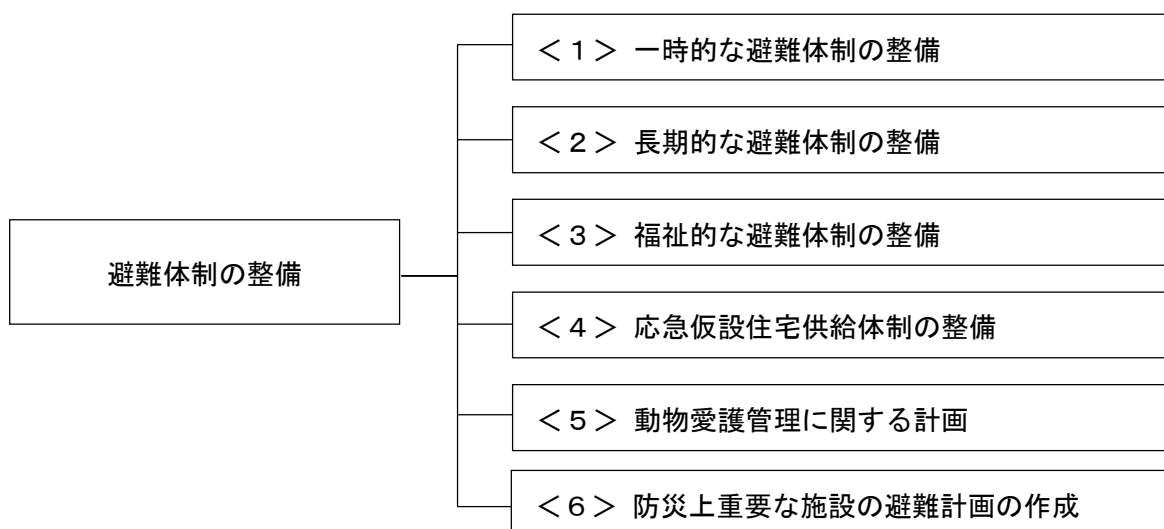 避難体制の整備
＜１＞ 一時的な避難体制の整備
＜２＞ 長期的な避難体制の整備
＜３＞ 福祉的な避難体制の整備
＜４＞ 応急仮設住宅供給体制の整備
＜５＞ 動物愛護管理に関する計画
＜６＞ 防災上重要な施設の避難計画の作成